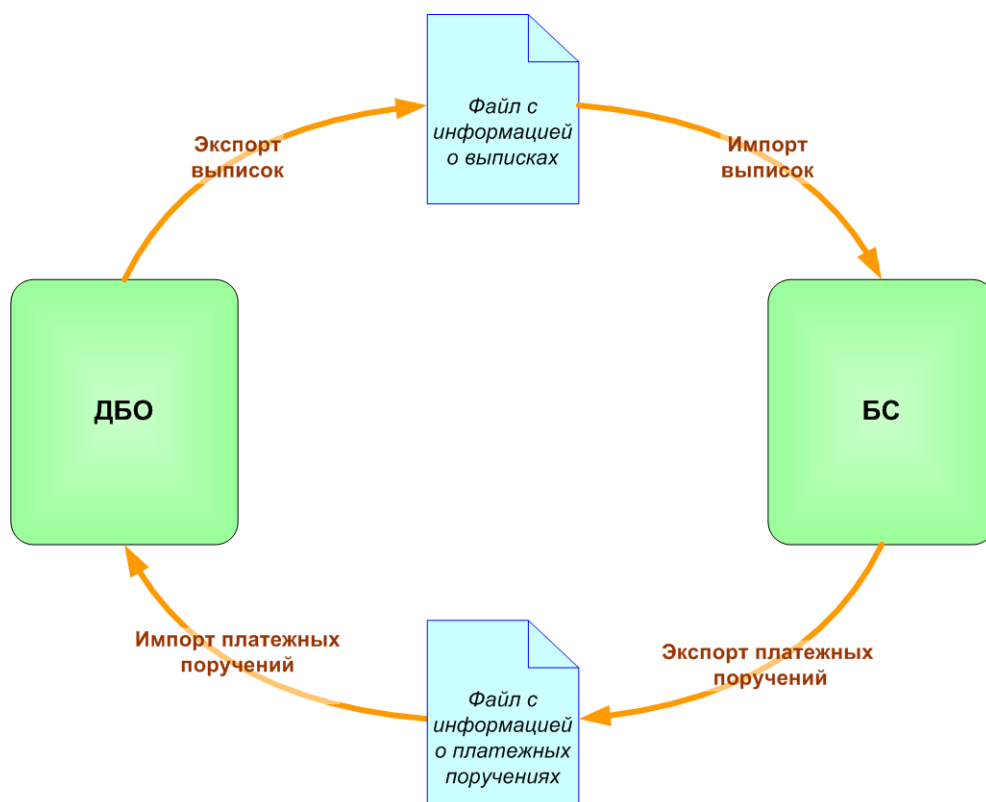 Файл с
информацией
о выписках
Экспорт
выписок
Импорт
выписок
ДБО
БС
Импорт платежных
поручений
Экспорт платежных
поручений
Файл с
информацией
о платежных
поручениях